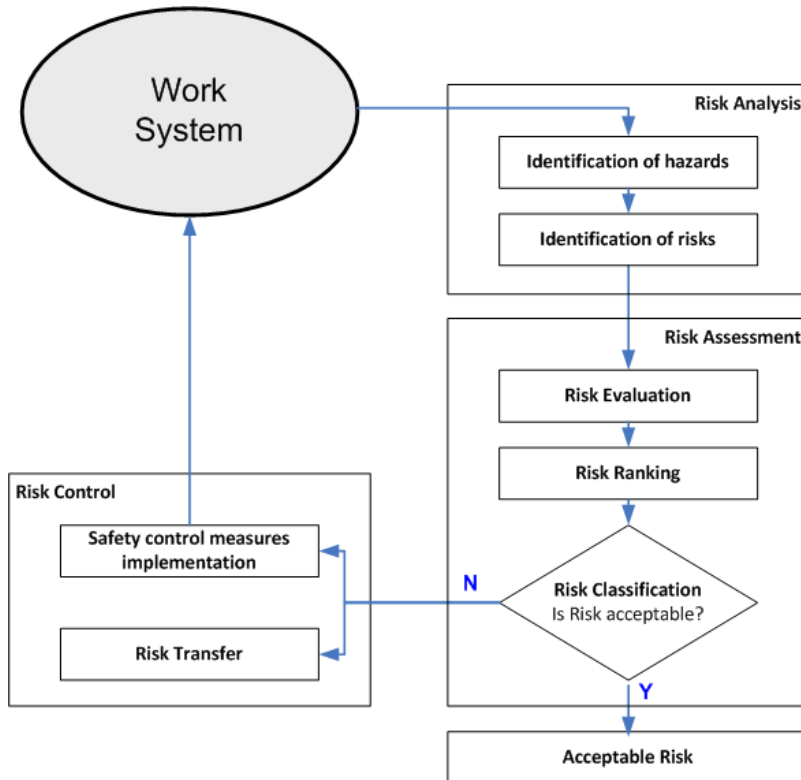 Work
System
Risk Analysis
Identification of hazards
Identification of risks
Risk Assessment
Risk Evaluation
Risk Ranking
Risk Classification
Is Risk acceptable?
N
Y
Risk Control
Safety control measures
implementation
Risk Transfer
Acceptable Risk